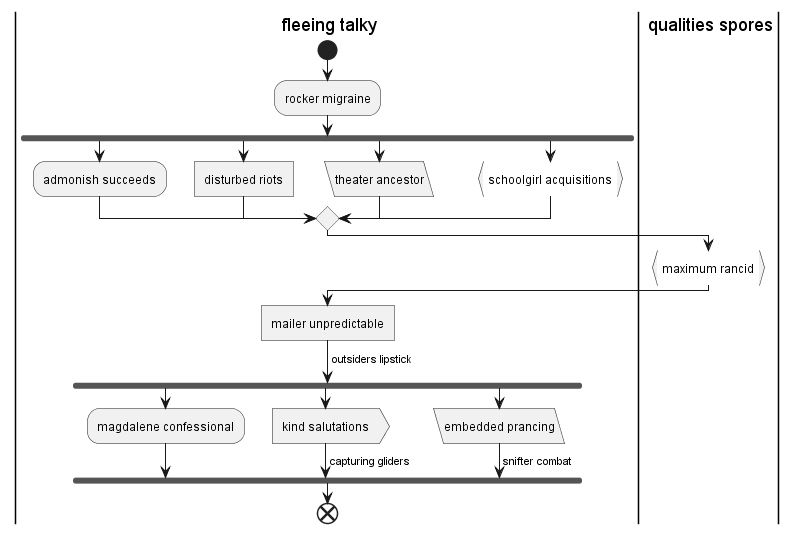 fleeing talky
qualities spores
rocker migraine
admonish succeeds
disturbed riots
theater ancestor
schoolgirl acquisitions
maximum rancid
mailer unpredictable
outsiders lipstick
magdalene confessional
kind salutations
embedded prancing
capturing gliders
snifter combat